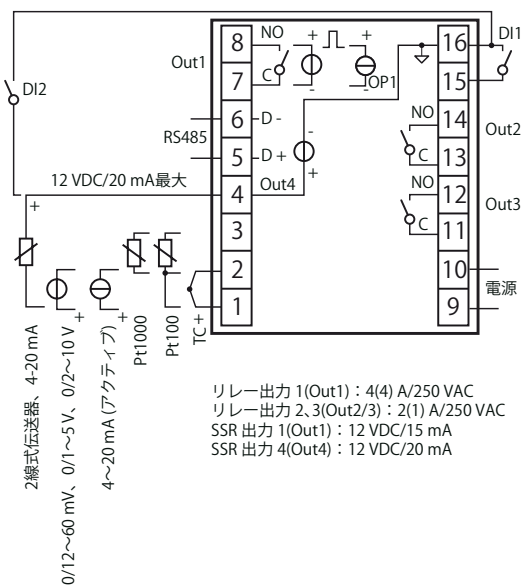 8 NO + + 16 DI1
Out1
7 C - - OP1 15
DI2
6 D - NO 14 Out2
RS485
5 D + - C 13
12 VDC/20 mA最大 4 Out4 + NO 12
Out3
+ 3 C 11
2 10
電源
1 9
2線式伝送器、4-20 mA
+
0/12～60 mV、0/1～5 V、0/2～10 V
+
4～20 mA (アクティブ)
Pt1000
Pt100
TC +
リレー出力 1(Out1)：4(4) A/250 VAC
リレー出力 2、3(Out2/3)：2(1) A/250 VAC
SSR 出力 1(Out1)：12 VDC/15 mA
SSR 出力 4(Out4)：12 VDC/20 mA